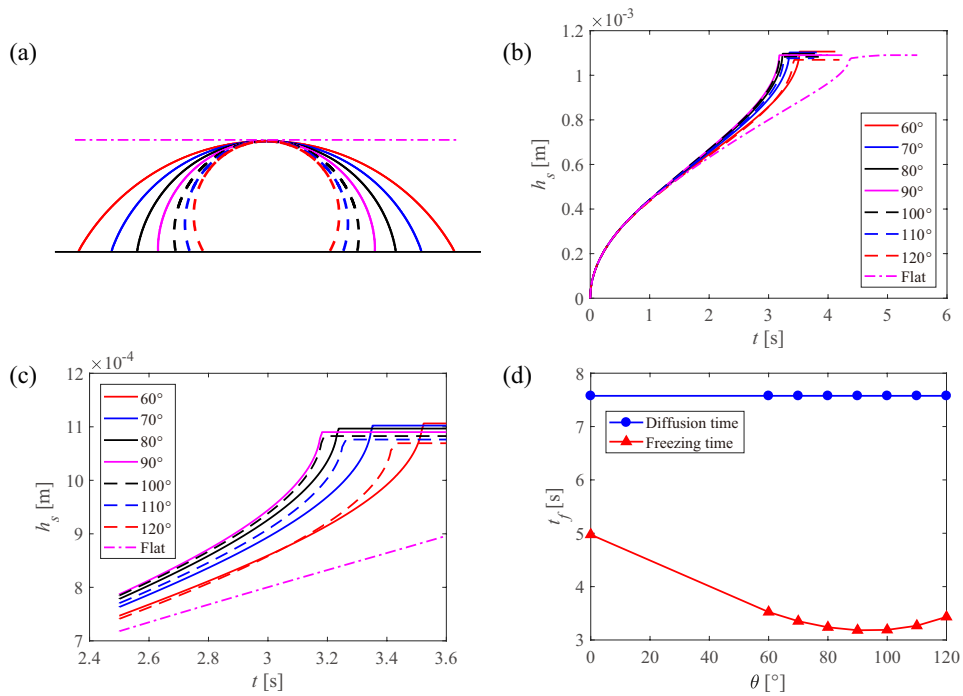 (a)
(b)
×10⁻³
1.2
1
0.8
0.6
0.4
0.2
0
h_s [m]
0 1 2 3 4 5 6
t [s]
60°
70°
80°
90°
100°
110°
120°
Flat
(c)
×10⁻⁴
12
11
10
9
8
7
h_s [m]
2.4 2.6 2.8 3 3.2 3.4 3.6
t [s]
60°
70°
80°
90°
100°
110°
120°
Flat
(d)
8
7
6
5
4
3
2
t_f [s]
0 20 40 60 80 100 120
θ [°]
Diffusion time
Freezing time